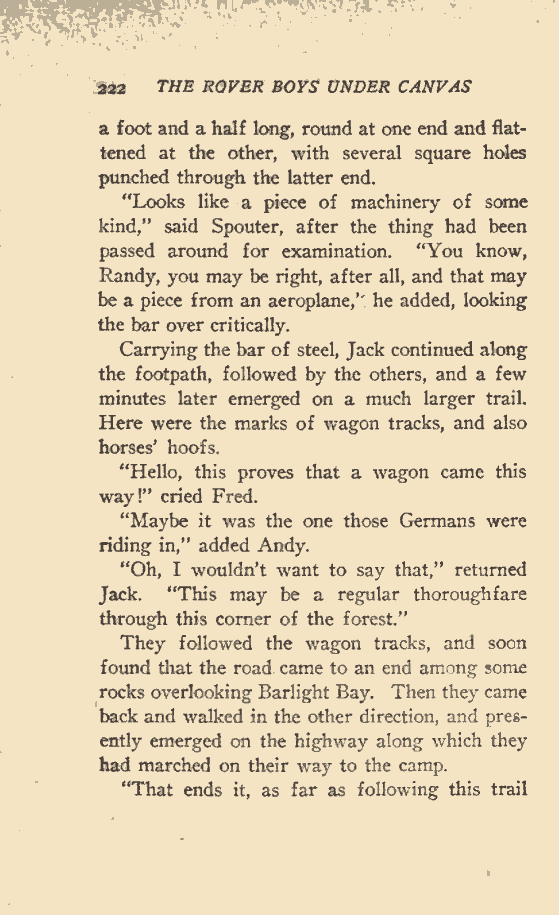 222 THE ROVER BOYS UNDER CANVAS
a foot and a half long, round at one end and flat-
tened at the other, with several square holes
punched through the latter end.
"Looks like a piece of machinery of some
kind," said Spouter, after the thing had been
passed around for examination. "You know,
Randy, you may be right, after all, and that may
be a piece from an aeroplane," he added, looking
the bar over critically.
Carrying the bar of steel, Jack continued along
the footpath, followed by the others, and a few
minutes later emerged on a much larger trail.
Here were the marks of wagon tracks, and also
horses' hoofs.
"Hello, this proves that a wagon came this
way!" cried Fred.
"Maybe it was the one those Germans were
riding in," added Andy.
"Oh, I wouldn't want to say that," returned
Jack. "This may be a regular thoroughfare
through this corner of the forest."
They followed the wagon tracks, and soon
found that the road came to an end among some
rocks overlooking Barlight Bay. Then they came
back and walked in the other direction, and pres-
ently emerged on the highway along which they
had marched on their way to the camp.
"That ends it, as far as following this trail